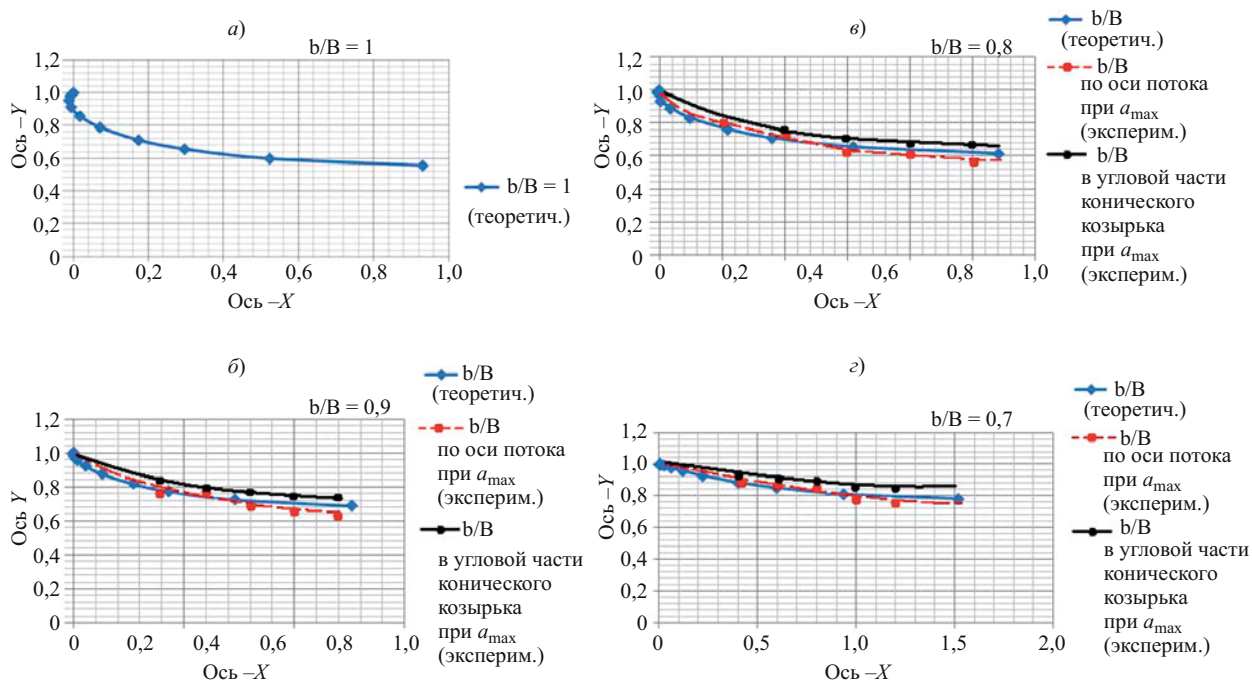 а)
b/B = 1
1,2
1,0
0,8
0,6
0,4
0,2
0
Ось –Y
0 0,2 0,4 0,6 0,8 1,0
Ось –X
b/B = 1
(теоретич.)
в)
b/B = 0,8
1,2
1,0
0,8
0,6
0,4
0,2
0
Ось –Y
0 0,2 0,4 0,6 0,8 1,0
Ось –X
b/B
(теоретич.)
b/B
по оси потока
при amax
(эксперим.)
b/B
в угловой части
конического
козырька
при amax
(эксперим.)
б)
b/B = 0,9
1,2
1,0
0,8
0,6
0,4
0,2
0
Ось Y
0 0,2 0,4 0,6 0,8 1,0
Ось –X
b/B
(теоретич.)
b/B
по оси потока
при amax
(эксперим.)
b/B
в угловой части
конического
козырька
при amax
(эксперим.)
г)
b/B = 0,7
1,2
1,0
0,8
0,6
0,4
0,2
0
Ось –Y
0 0,5 1,0 1,5 2,0
Ось –X
b/B
(теоретич.)
b/B
по оси потока
при amax
(эксперим.)
b/B
в угловой части
конического
козырька
при amax
(эксперим.)